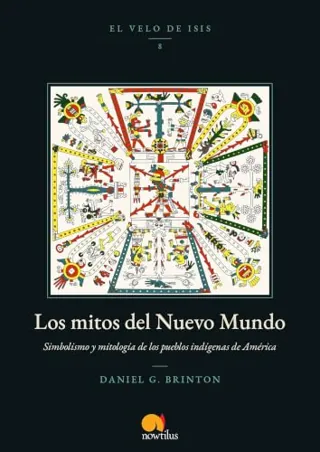 EL VELO DE ISIS
8
Los mitos del Nuevo Mundo
Simbolismo y mitología de los pueblos indígenas de América
DANIEL G. BRINTON
nowtilus